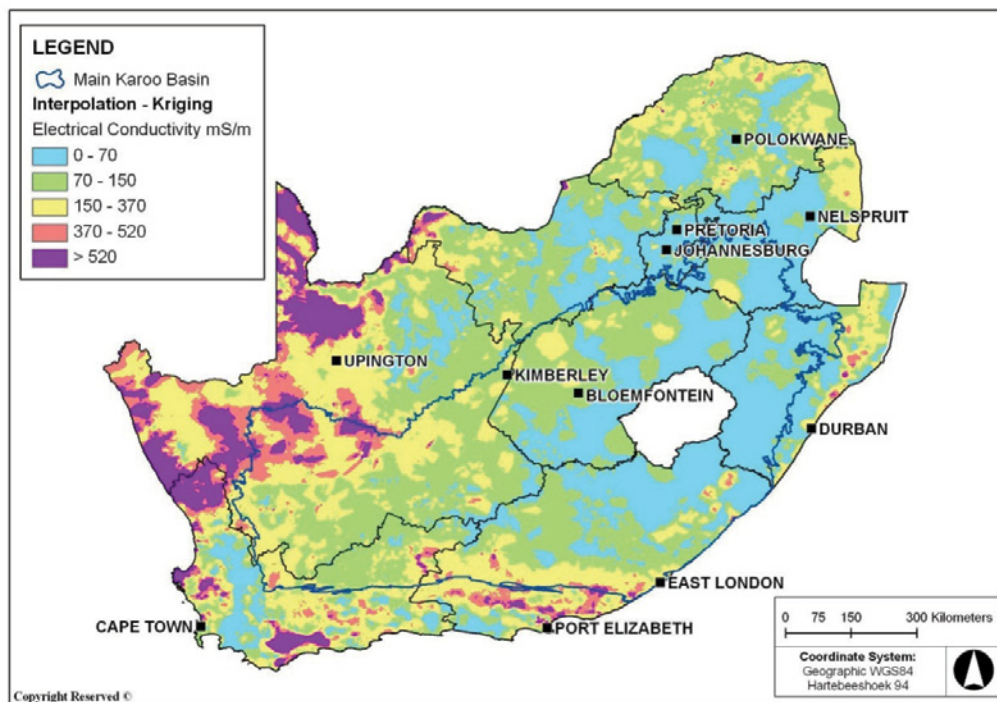 LEGEND
Main Karoo Basin
Interpolation - Kriging
Electrical Conductivity mS/m
0 - 70
70 - 150
150 - 370
370 - 520
> 520
POLOKWANE
NELSPRUIT
PRETORIA
JOHANNESBURG
UPINGTON
KIMBERLEY
BLOEMFONTEIN
DURBAN
EAST LONDON
CAPE TOWN
PORT ELIZABETH
0 75 150 300 Kilometers
Coordinate System:
Geographic WGS84
Hartebeeshoek 94
Copyright Reserved ©